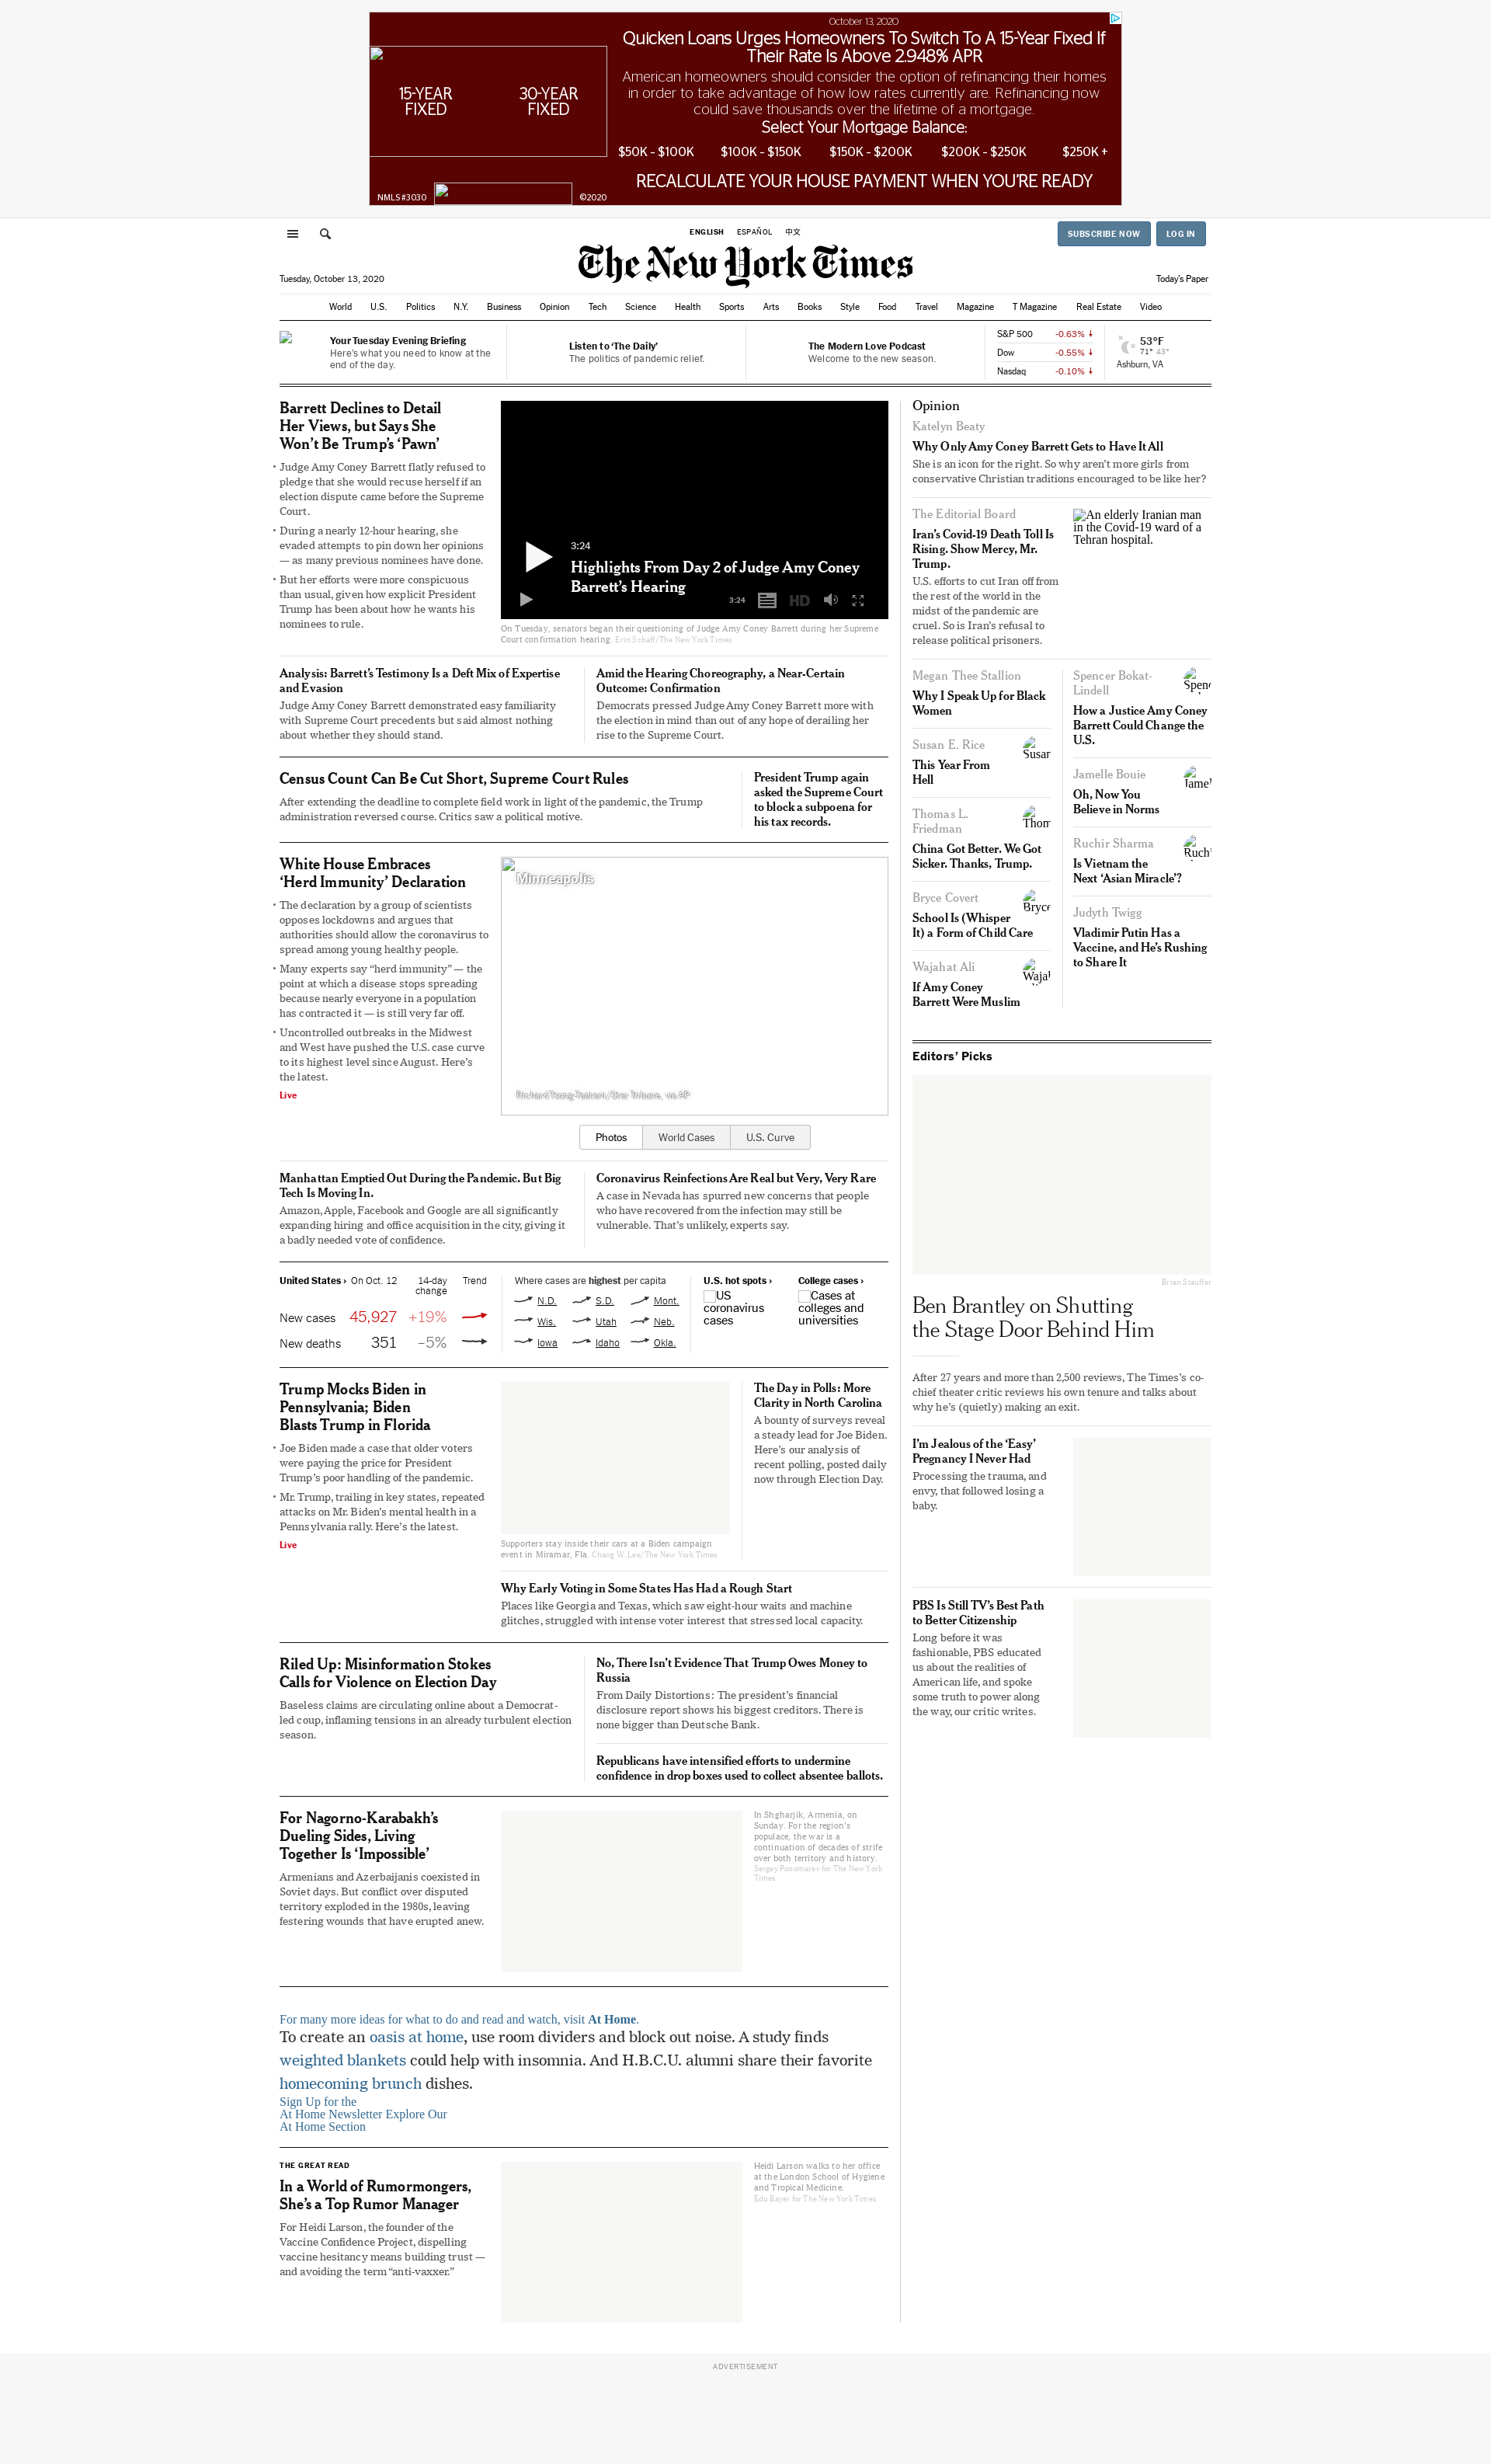 October 13, 2020
Quicken Loans Urges Homeowners To Switch To A 15-Year Fixed If
Their Rate Is Above 2.948% APR
American homeowners should consider the option of refinancing their homes
in order to take advantage of how low rates currently are. Refinancing now
could save thousands over the lifetime of a mortgage.
Select Your Mortgage Balance:
15-YEAR
FIXED
30-YEAR
FIXED
$50K - $100K $100K - $150K $150K - $200K $200K - $250K $250K +
RECALCULATE YOUR HOUSE PAYMENT WHEN YOU'RE READY
NMLS#3030
©2020
ENGLISH ESPAÑOL 中文
SUBSCRIBE NOW LOG IN
The New York Times
Tuesday, October 13, 2020
Today's Paper
World U.S. Politics N.Y. Business Opinion Tech Science Health Sports Arts Books Style Food Travel Magazine T Magazine Real Estate Video
Your Tuesday Evening Briefing
Here's what you need to know at the
end of the day.
Listen to 'The Daily'
The politics of pandemic relief.
The Modern Love Podcast
Welcome to the new season.
S&P 500 -0.63%
Dow -0.55%
Nasdaq -0.10%
53°F
71° 43°
Ashburn, VA
Barrett Declines to Detail
Her Views, but Says She
Won't Be Trump's 'Pawn'
Judge Amy Coney Barrett flatly refused to
pledge that she would recuse herself if an
election dispute came before the Supreme
Court.
During a nearly 12-hour hearing, she
evaded attempts to pin down her opinions
— as many previous nominees have done.
But her efforts were more conspicuous
than usual, given how explicit President
Trump has been about how he wants his
nominees to rule.
3:24
Highlights From Day 2 of Judge Amy Coney
Barrett's Hearing
3:24
HD
On Tuesday, senators began their questioning of Judge Amy Coney Barrett during her Supreme
Court confirmation hearing. Erin Schaff/The New York Times
Analysis: Barrett's Testimony Is a Deft Mix of Expertise
and Evasion
Judge Amy Coney Barrett demonstrated easy familiarity
with Supreme Court precedents but said almost nothing
about whether they should stand.
Amid the Hearing Choreography, a Near-Certain
Outcome: Confirmation
Democrats pressed Judge Amy Coney Barrett more with
the election in mind than out of any hope of derailing her
rise to the Supreme Court.
Census Count Can Be Cut Short, Supreme Court Rules
After extending the deadline to complete field work in light of the pandemic, the Trump
administration reversed course. Critics saw a political motive.
President Trump again
asked the Supreme Court
to block a subpoena for
his tax records.
White House Embraces
'Herd Immunity' Declaration
The declaration by a group of scientists
opposes lockdowns and argues that
authorities should allow the coronavirus to
spread among young healthy people.
Many experts say "herd immunity" — the
point at which a disease stops spreading
because nearly everyone in a population
has contracted it — is still very far off.
Uncontrolled outbreaks in the Midwest
and West have pushed the U.S. case curve
to its highest level since August. Here's
the latest.
Live
Minneapolis
Richard Tsong-Taatarii/Star Tribune, via AP
Photos World Cases U.S. Curve
Manhattan Emptied Out During the Pandemic. But Big
Tech Is Moving In.
Amazon, Apple, Facebook and Google are all significantly
expanding hiring and office acquisition in the city, giving it
a badly needed vote of confidence.
Coronavirus Reinfections Are Real but Very, Very Rare
A case in Nevada has spurred new concerns that people
who have recovered from the infection may still be
vulnerable. That's unlikely, experts say.
United States › On Oct. 12 14-day
change Trend
New cases 45,927 +19%
New deaths 351 –5%
Where cases are highest per capita
N.D. S.D. Mont.
Wis. Utah Neb.
Iowa Idaho Okla.
U.S. hot spots ›
US
coronavirus
cases
College cases ›
Cases at
colleges and
universities
Trump Mocks Biden in
Pennsylvania; Biden
Blasts Trump in Florida
Joe Biden made a case that older voters
were paying the price for President
Trump's poor handling of the pandemic.
Mr. Trump, trailing in key states, repeated
attacks on Mr. Biden's mental health in a
Pennsylvania rally. Here's the latest.
Live
Supporters stay inside their cars at a Biden campaign
event in Miramar, Fla. Chang W. Lee/The New York Times
The Day in Polls: More
Clarity in North Carolina
A bounty of surveys reveal
a steady lead for Joe Biden.
Here's our analysis of
recent polling, posted daily
now through Election Day.
Why Early Voting in Some States Has Had a Rough Start
Places like Georgia and Texas, which saw eight-hour waits and machine
glitches, struggled with intense voter interest that stressed local capacity.
Riled Up: Misinformation Stokes
Calls for Violence on Election Day
Baseless claims are circulating online about a Democrat-
led coup, inflaming tensions in an already turbulent election
season.
No, There Isn't Evidence That Trump Owes Money to
Russia
From Daily Distortions: The president's financial
disclosure report shows his biggest creditors. There is
none bigger than Deutsche Bank.
Republicans have intensified efforts to undermine
confidence in drop boxes used to collect absentee ballots.
For Nagorno-Karabakh's
Dueling Sides, Living
Together Is 'Impossible'
Armenians and Azerbaijanis coexisted in
Soviet days. But conflict over disputed
territory exploded in the 1980s, leaving
festering wounds that have erupted anew.
In Shgharjik, Armenia, on
Sunday. For the region's
populace, the war is a
continuation of decades of strife
over both territory and history.
Sergey Ponomarev for The New York
Times
For many more ideas for what to do and read and watch, visit At Home.
To create an oasis at home, use room dividers and block out noise. A study finds
weighted blankets could help with insomnia. And H.B.C.U. alumni share their favorite
homecoming brunch dishes.
Sign Up for the
At Home Newsletter Explore Our
At Home Section
THE GREAT READ
In a World of Rumormongers,
She's a Top Rumor Manager
For Heidi Larson, the founder of the
Vaccine Confidence Project, dispelling
vaccine hesitancy means building trust —
and avoiding the term "anti-vaxxer."
Heidi Larson walks to her office
at the London School of Hygiene
and Tropical Medicine.
Edu Bayer for The New York Times
Opinion
Katelyn Beaty
Why Only Amy Coney Barrett Gets to Have It All
She is an icon for the right. So why aren't more girls from
conservative Christian traditions encouraged to be like her?
The Editorial Board
Iran's Covid-19 Death Toll Is
Rising. Show Mercy, Mr.
Trump.
U.S. efforts to cut Iran off from
the rest of the world in the
midst of the pandemic are
cruel. So is Iran's refusal to
release political prisoners.
An elderly Iranian man
in the Covid-19 ward of a
Tehran hospital.
Megan Thee Stallion
Why I Speak Up for Black
Women
Susan E. Rice
This Year From
Hell
Susan
Thomas L.
Friedman
China Got Better. We Got
Sicker. Thanks, Trump.
Thom
Bryce Covert
School Is (Whisper
It) a Form of Child Care
Bryce
Wajahat Ali
If Amy Coney
Barrett Were Muslim
Wajah
Spencer Bokat-
Lindell
How a Justice Amy Coney
Barrett Could Change the
U.S.
Spenc
Jamelle Bouie
Oh, Now You
Believe in Norms
Jamel
Ruchir Sharma
Is Vietnam the
Next 'Asian Miracle'?
Ruchi
Judyth Twigg
Vladimir Putin Has a
Vaccine, and He's Rushing
to Share It
Editors' Picks
Brian Stauffer
Ben Brantley on Shutting
the Stage Door Behind Him
After 27 years and more than 2,500 reviews, The Times's co-
chief theater critic reviews his own tenure and talks about
why he's (quietly) making an exit.
I'm Jealous of the 'Easy'
Pregnancy I Never Had
Processing the trauma, and
envy, that followed losing a
baby.
PBS Is Still TV's Best Path
to Better Citizenship
Long before it was
fashionable, PBS educated
us about the realities of
American life, and spoke
some truth to power along
the way, our critic writes.
ADVERTISEMENT